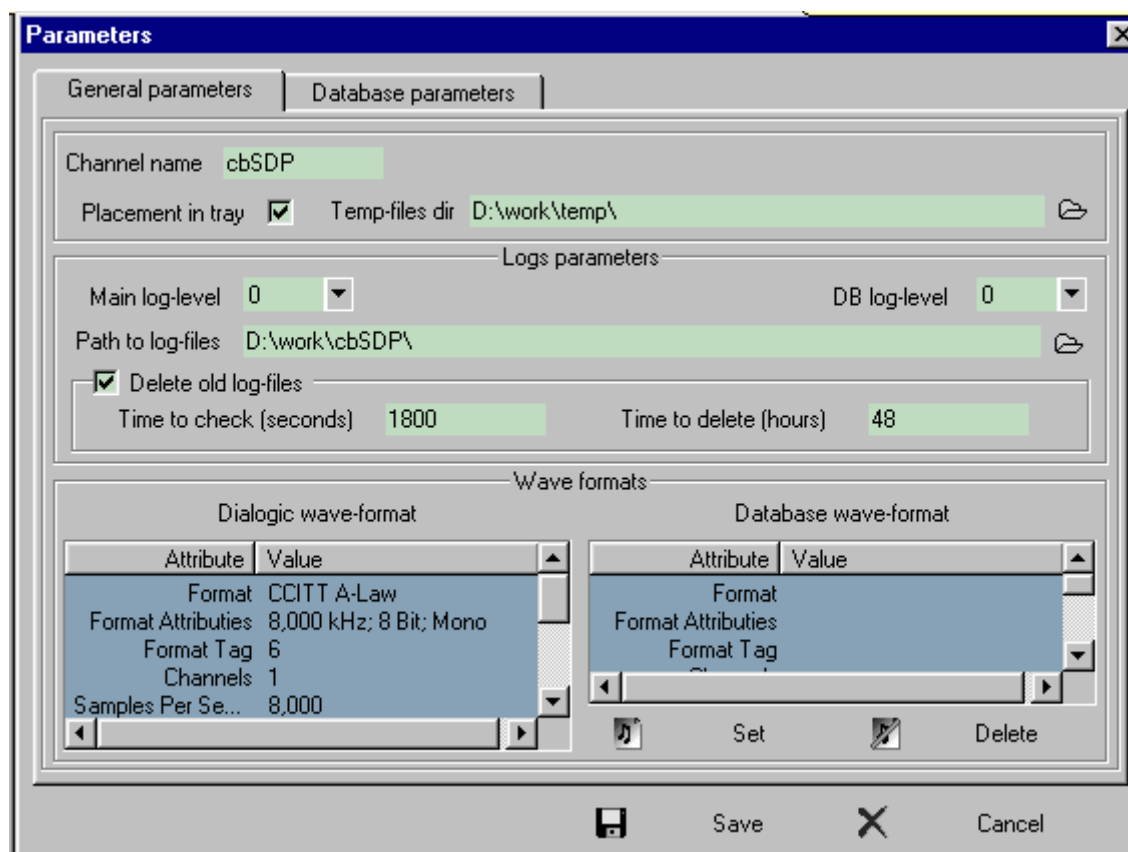 Parameters
General parameters Database parameters
Channel name cbSDP
Placement in tray Temp-files dir D:\work\temp\
Logs parameters
Main log-level 0 DB log-level 0
Path to log-files D:\work\cbSDP\
Delete old log-files
Time to check (seconds) 1800 Time to delete (hours) 48
Wave formats
Dialogic wave-format
Attribute Value
Format CCITT A-Law
Format Attributies 8,000 kHz; 8 Bit; Mono
Format Tag 6
Channels 1
Samples Per Se... 8,000
Database wave-format
Attribute Value
Format
Format Attributies
Format Tag
Set Delete
Save Cancel